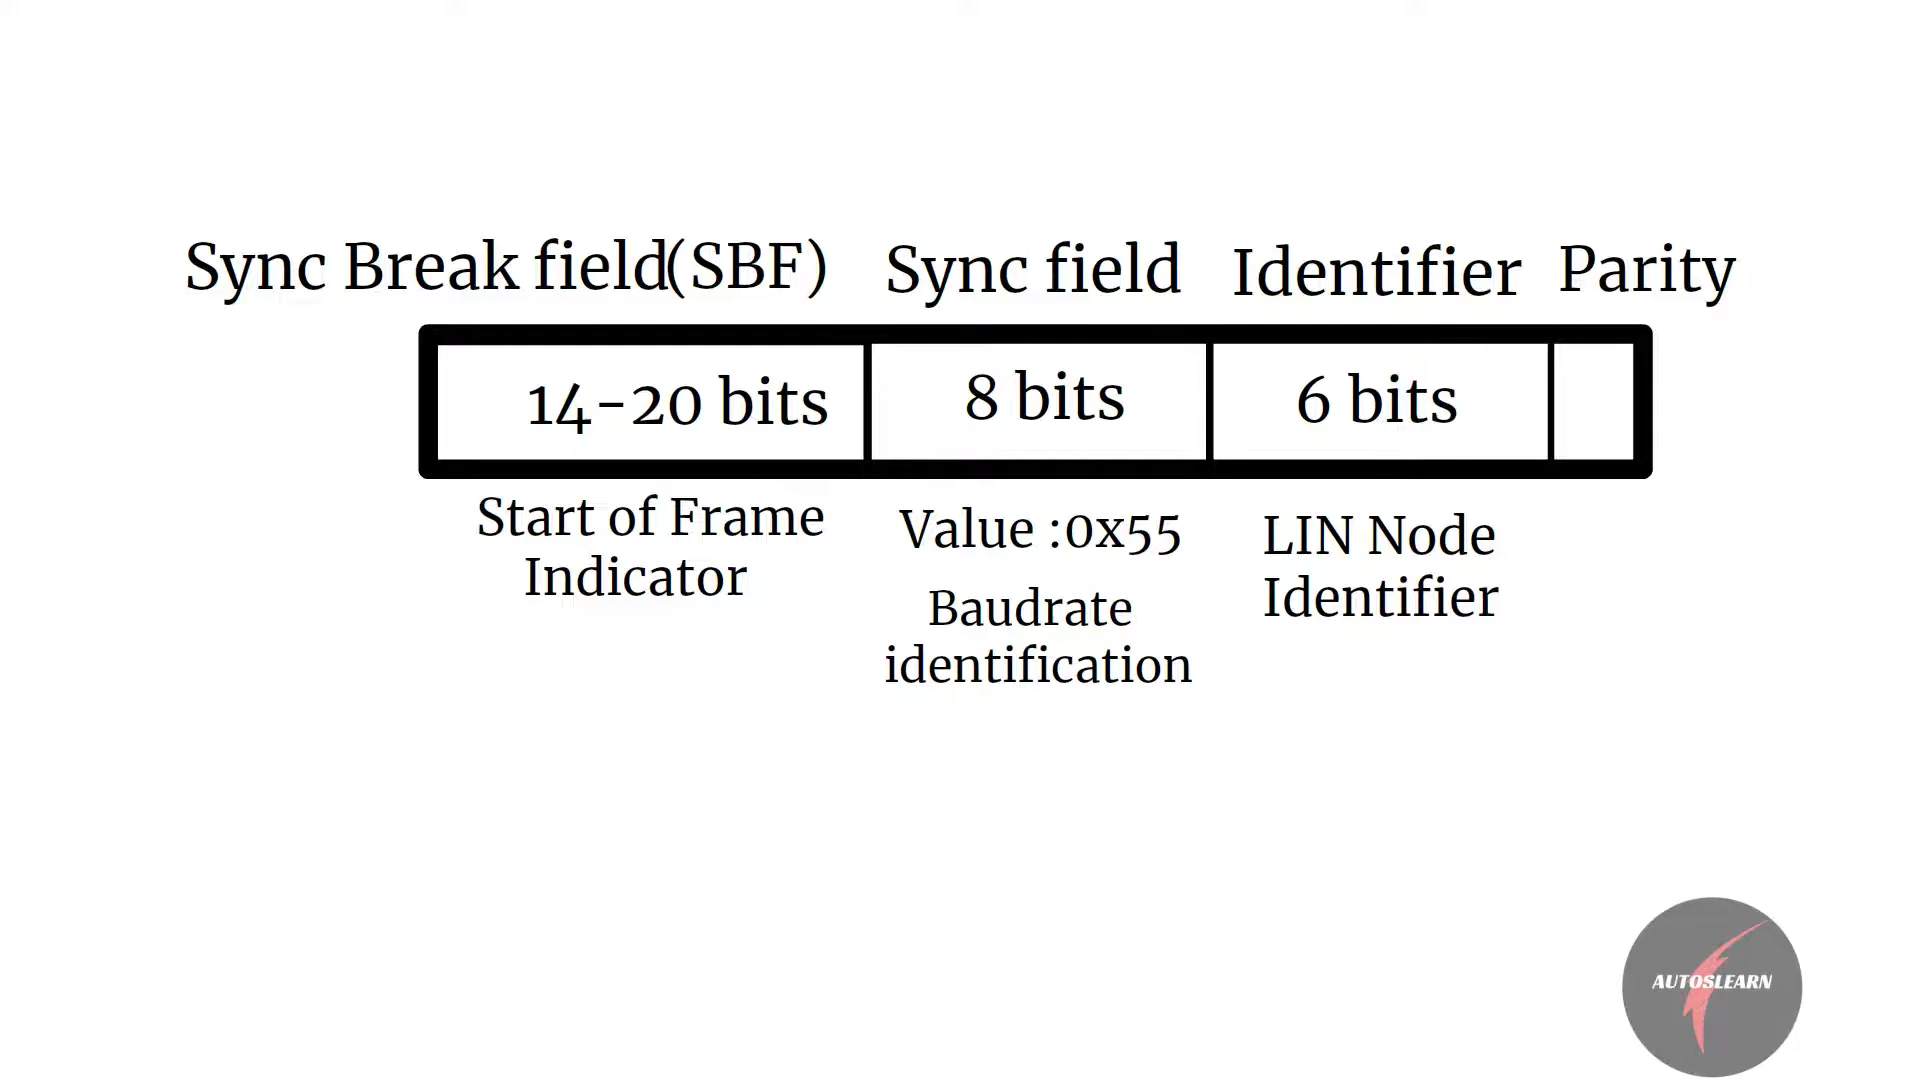 Sync Break field(SBF) Sync field Identifier Parity
14-20 bits 8 bits 6 bits
Start of Frame
Indicator
Value :0x55
Baudrate
identification
LIN Node
Identifier
AUTOSLEARN